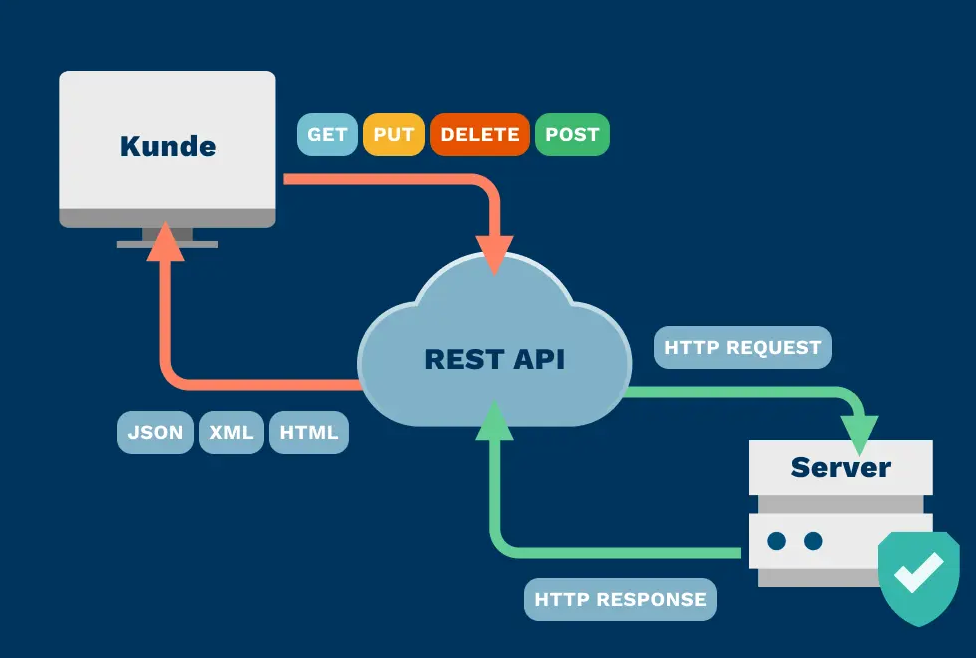 Kunde
GET PUT DELETE POST
REST API
HTTP REQUEST
JSON XML HTML
Server
HTTP RESPONSE